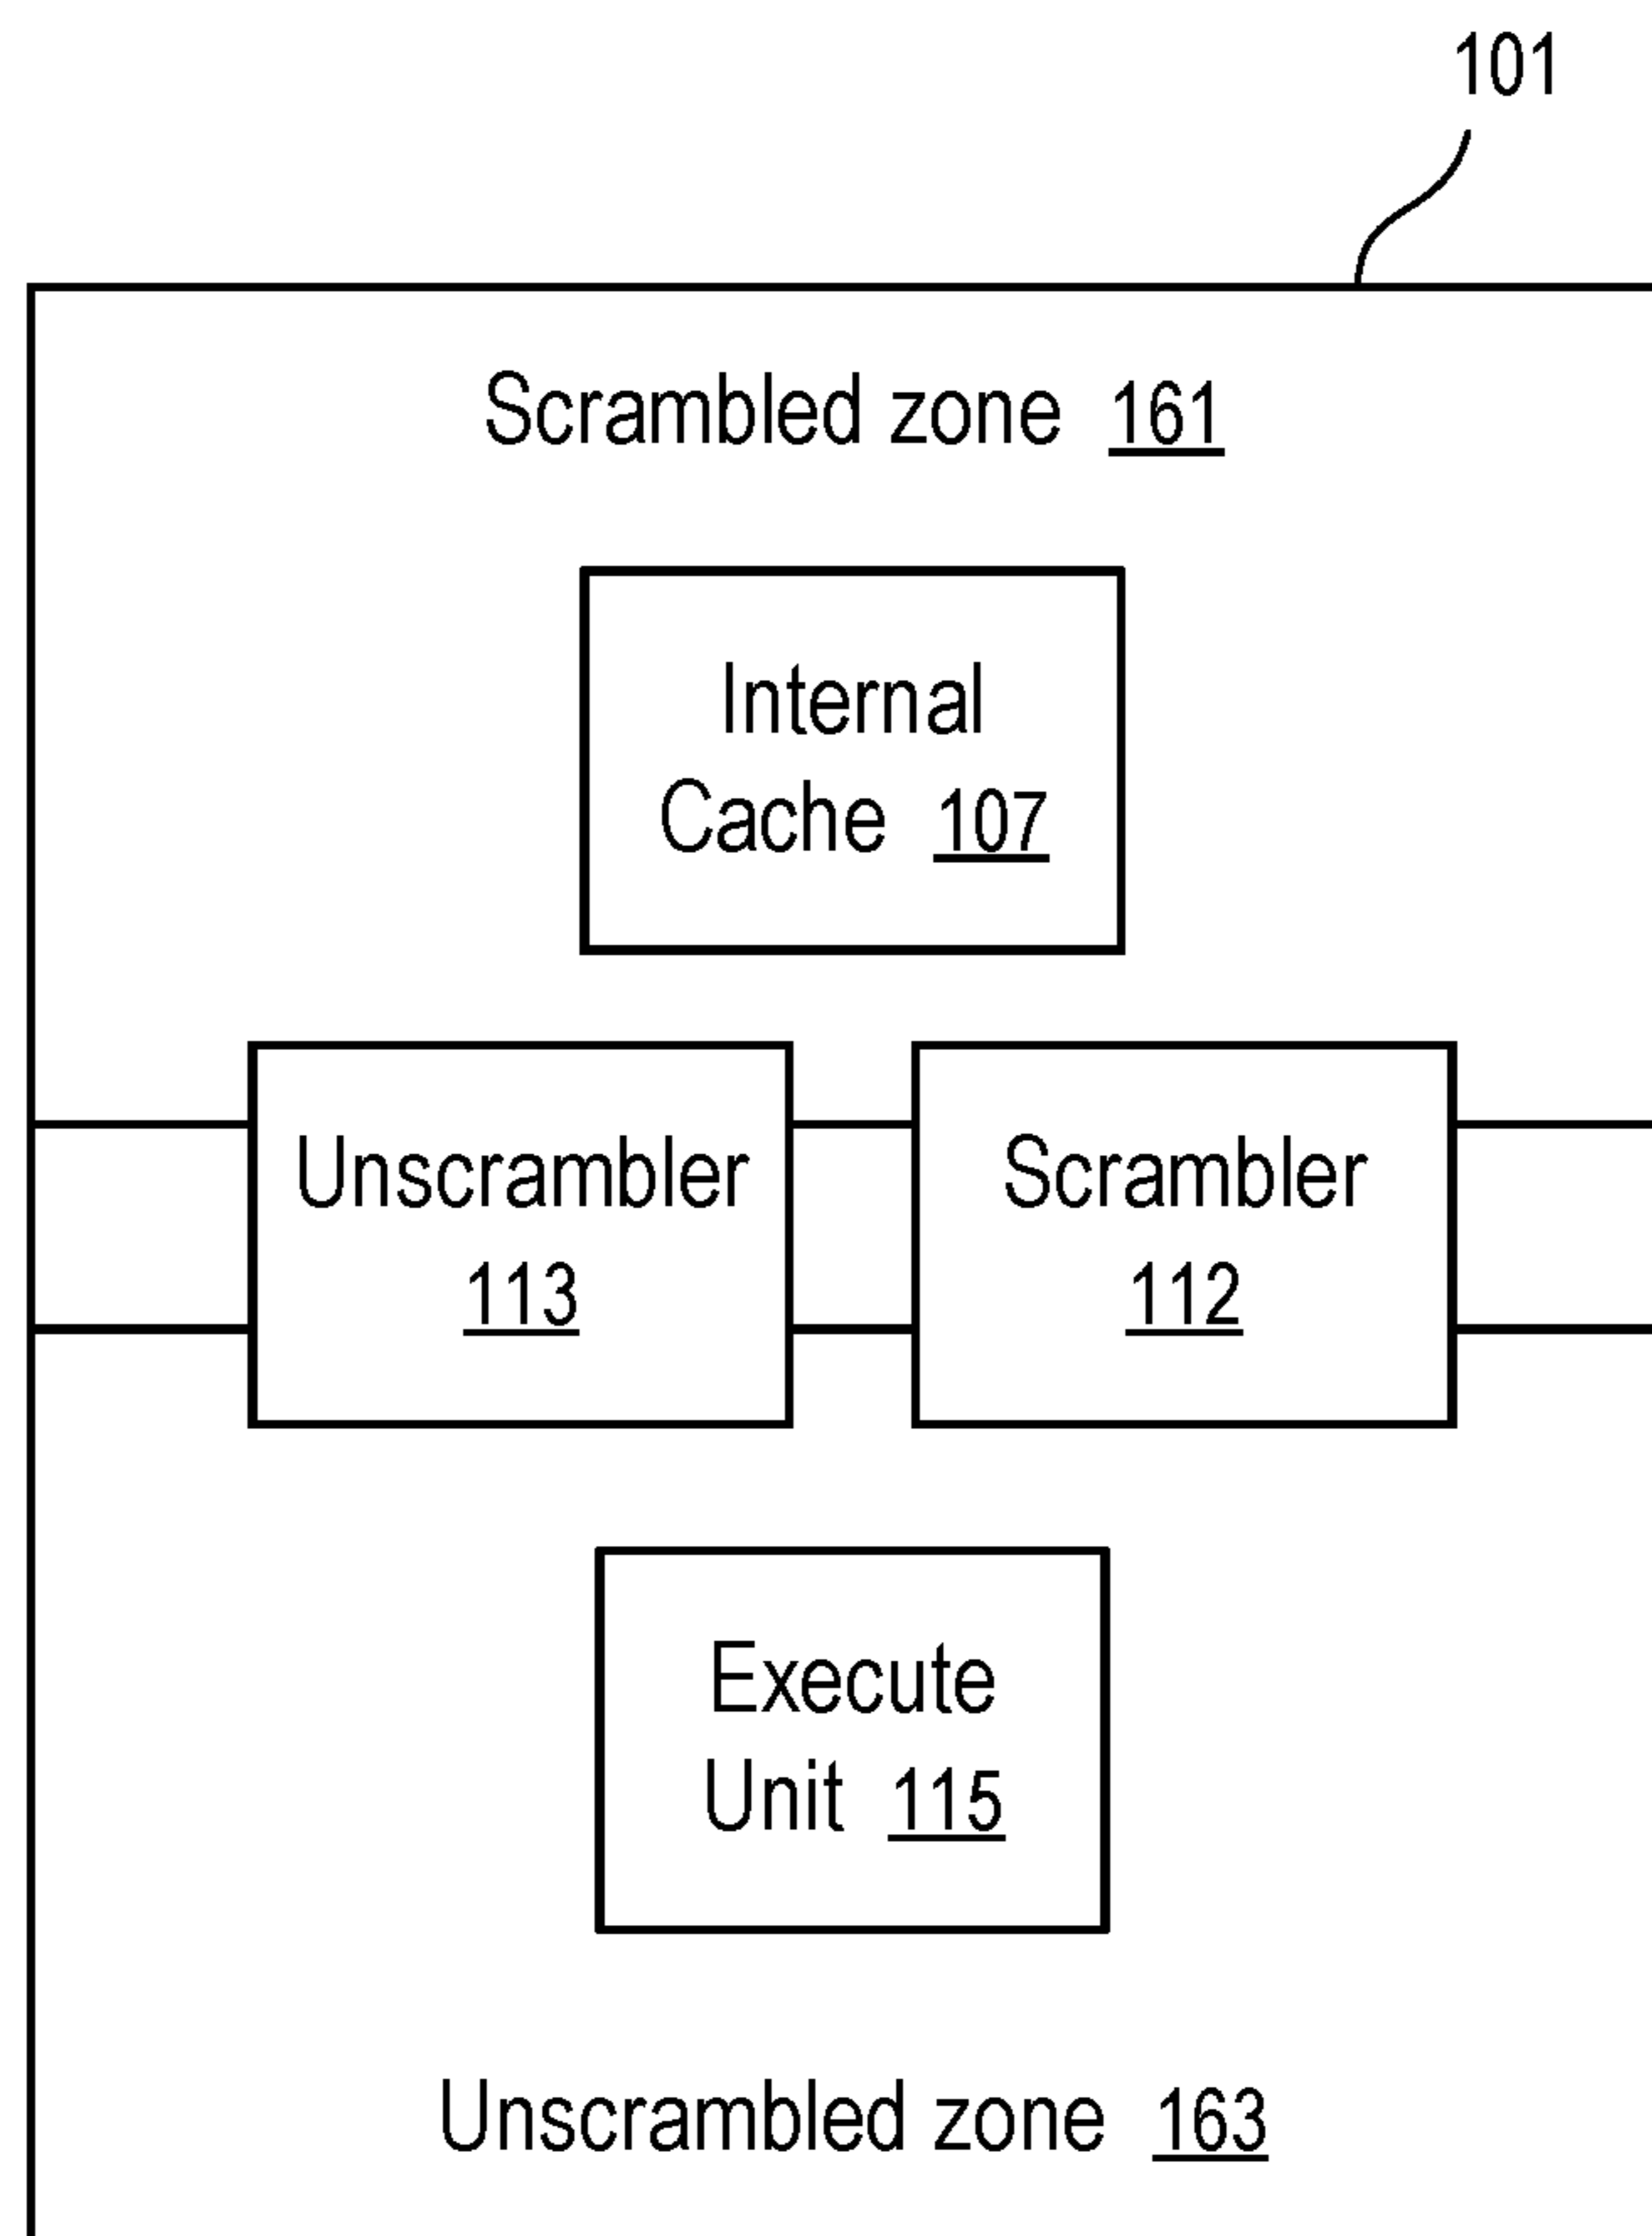 101
Scrambled zone 161
Internal
Cache 107
Unscrambler
113
Scrambler
112
Execute
Unit 115
Unscrambled zone 163